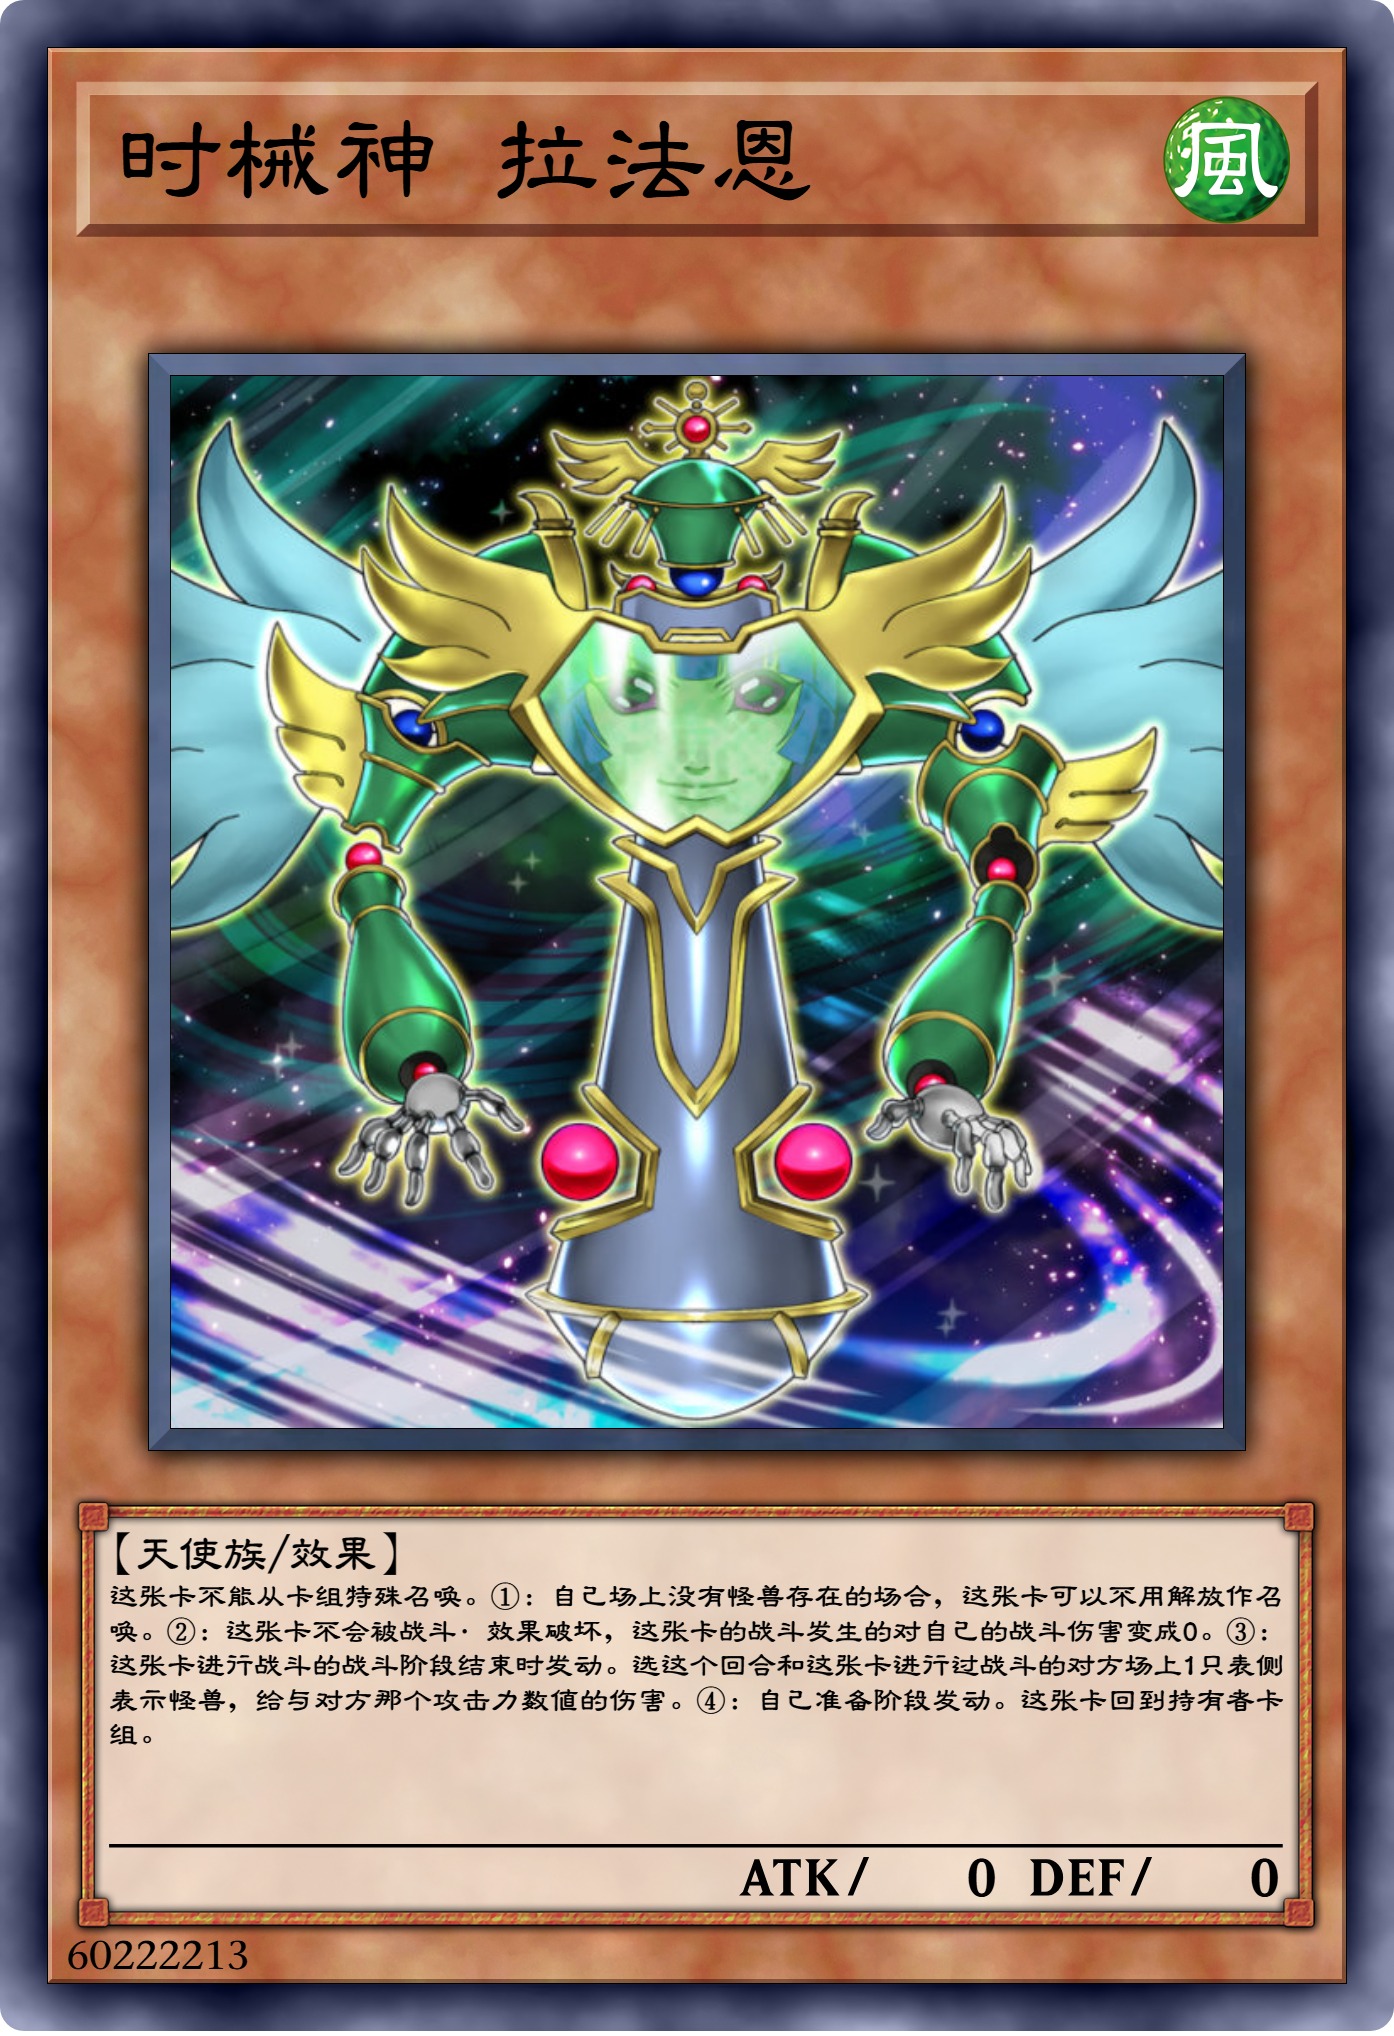 时械神 拉法恩
風
【天使族/效果】
这张卡不能从卡组特殊召唤。①：自己场上没有怪兽存在的场合，这张卡可以不用解放作召
唤。②：这张卡不会被战斗·效果破坏，这张卡的战斗发生的对自己的战斗伤害变成0。③：
这张卡进行战斗的战斗阶段结束时发动。选这个回合和这张卡进行过战斗的对方场上1只表侧
表示怪兽，给与对方那个攻击力数值的伤害。④：自己准备阶段发动。这张卡回到持有者卡
组。
ATK/ 0 DEF/ 0
60222213